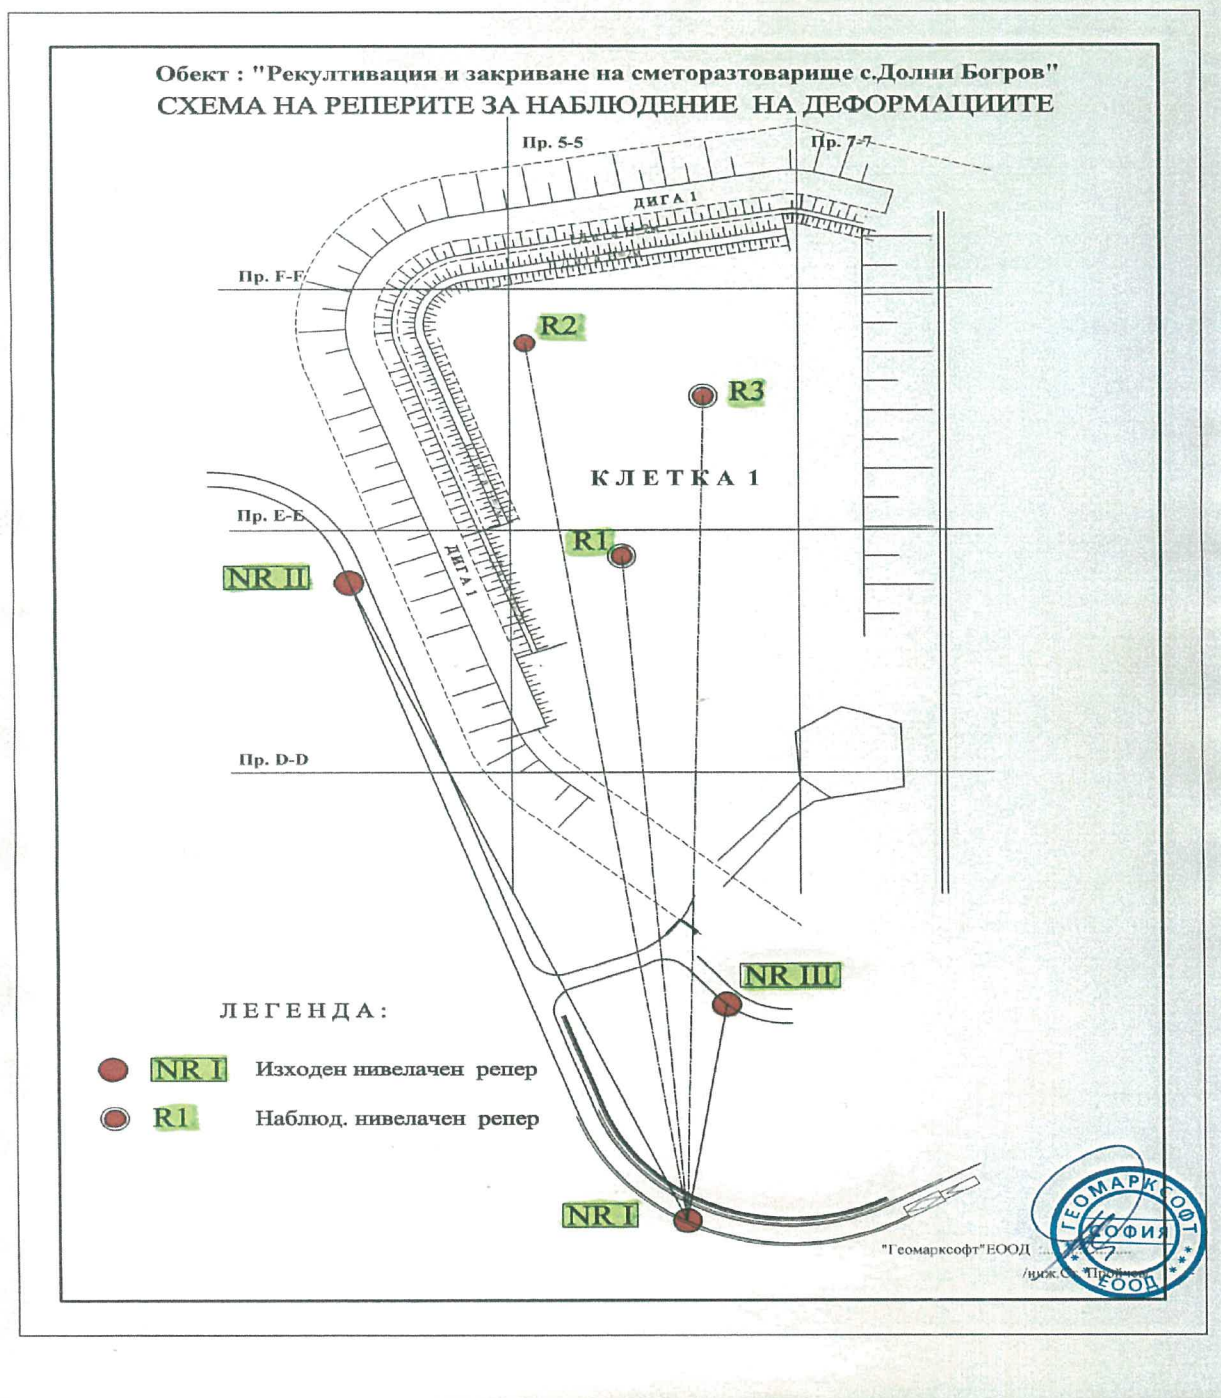 Обект : "Рекултивация и закриване на сметоразтоварище с.Долни Богров"
СХЕМА НА РЕПЕРИТЕ ЗА НАБЛЮДЕНИЕ НА ДЕФОРМАЦИИТЕ
Пр. 5-5
Пр. 7-7
ДИГА 1
Пр. F-F
R2
R3
КЛЕТКА 1
Пр. E-E
R1
ДИГА 1
NR II
Пр. D-D
NR III
ЛЕГЕНДА:
NR I Изходен нивелачен репер
R1 Наблюд. нивелачен репер
NR I
ГЕОМАРКСОФТ
СОФИЯ
ЕООД
"Геомарксофт"ЕООД :
/инж.Ст.